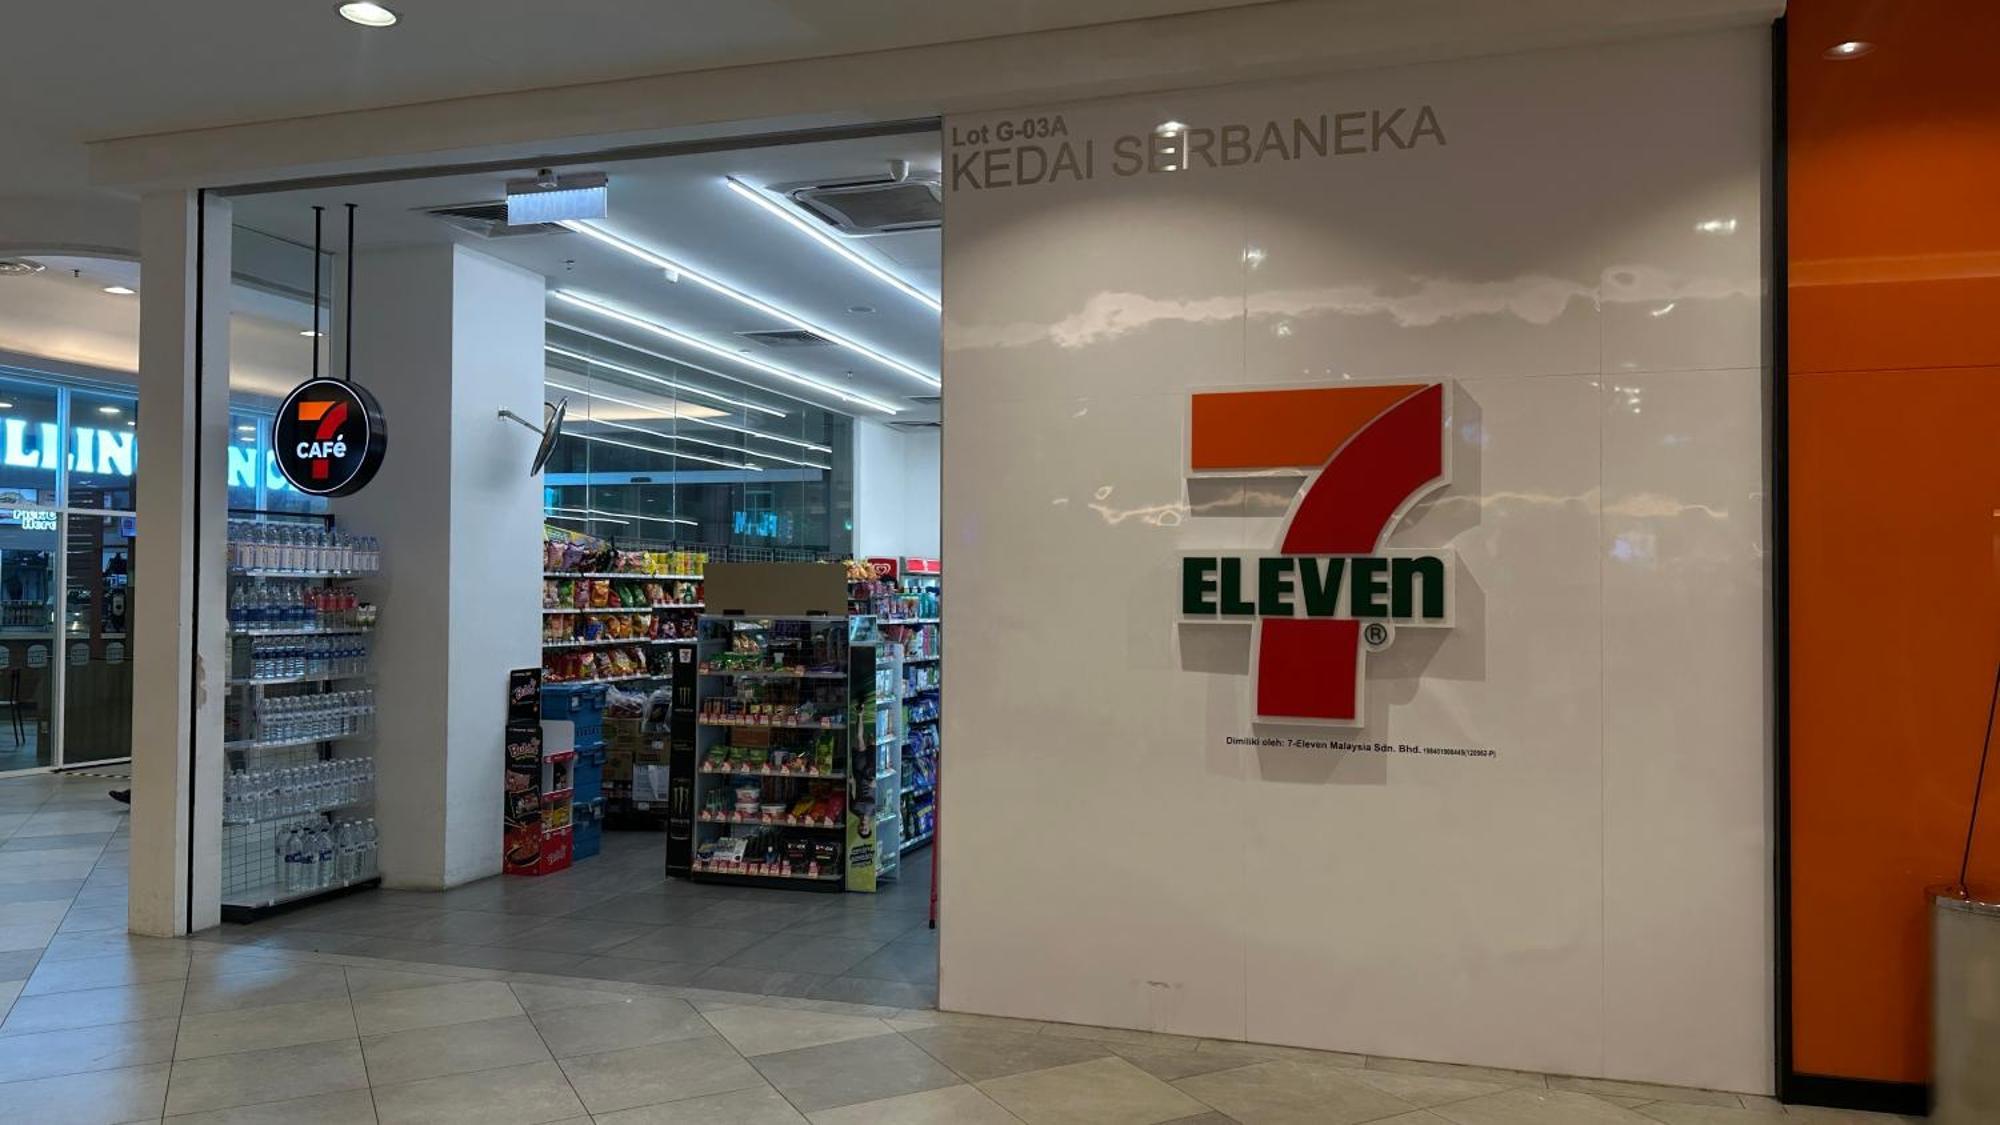 Lot G-03A
KEDAI SERBANEKA
7
CAFé
7
ELEVEn
®
Dimiliki oleh: 7-Eleven Malaysia Sdn. Bhd.